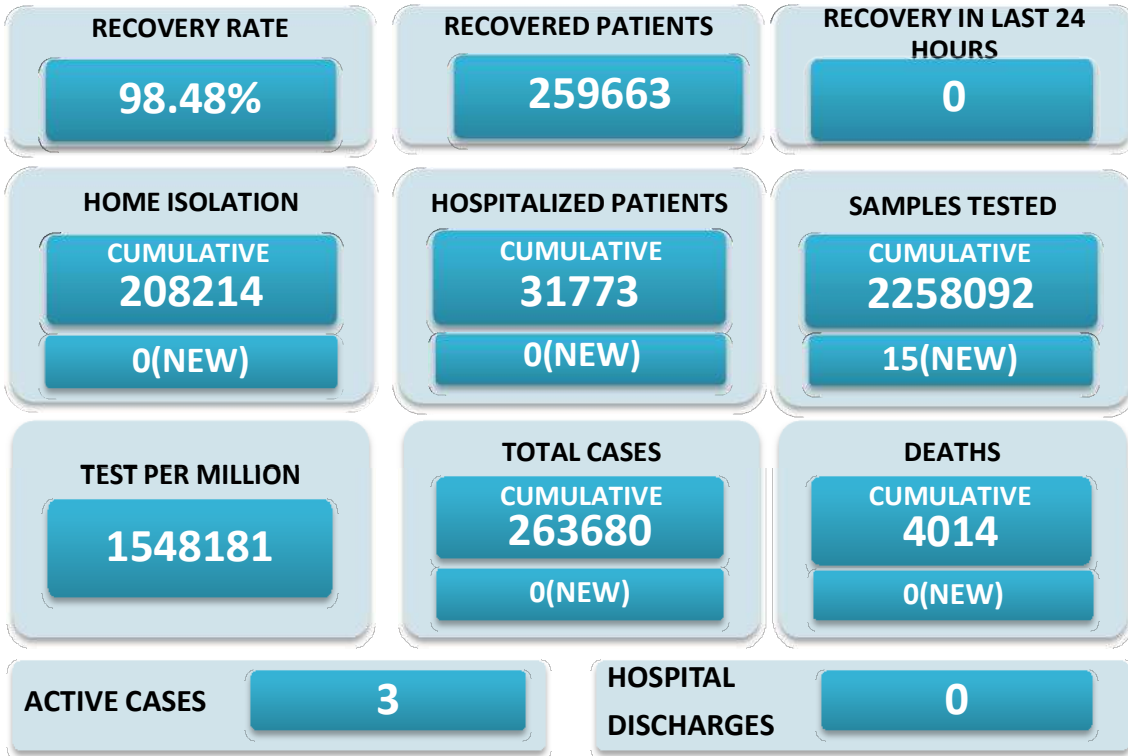 RECOVERY RATE
98.48%
RECOVERED PATIENTS
259663
RECOVERY IN LAST 24
HOURS
0
HOME ISOLATION
CUMULATIVE
208214
0(NEW)
HOSPITALIZED PATIENTS
CUMULATIVE
31773
0(NEW)
SAMPLES TESTED
CUMULATIVE
2258092
15(NEW)
TEST PER MILLION
1548181
TOTAL CASES
CUMULATIVE
263680
0(NEW)
DEATHS
CUMULATIVE
4014
0(NEW)
ACTIVE CASES
3
HOSPITAL
DISCHARGES
0